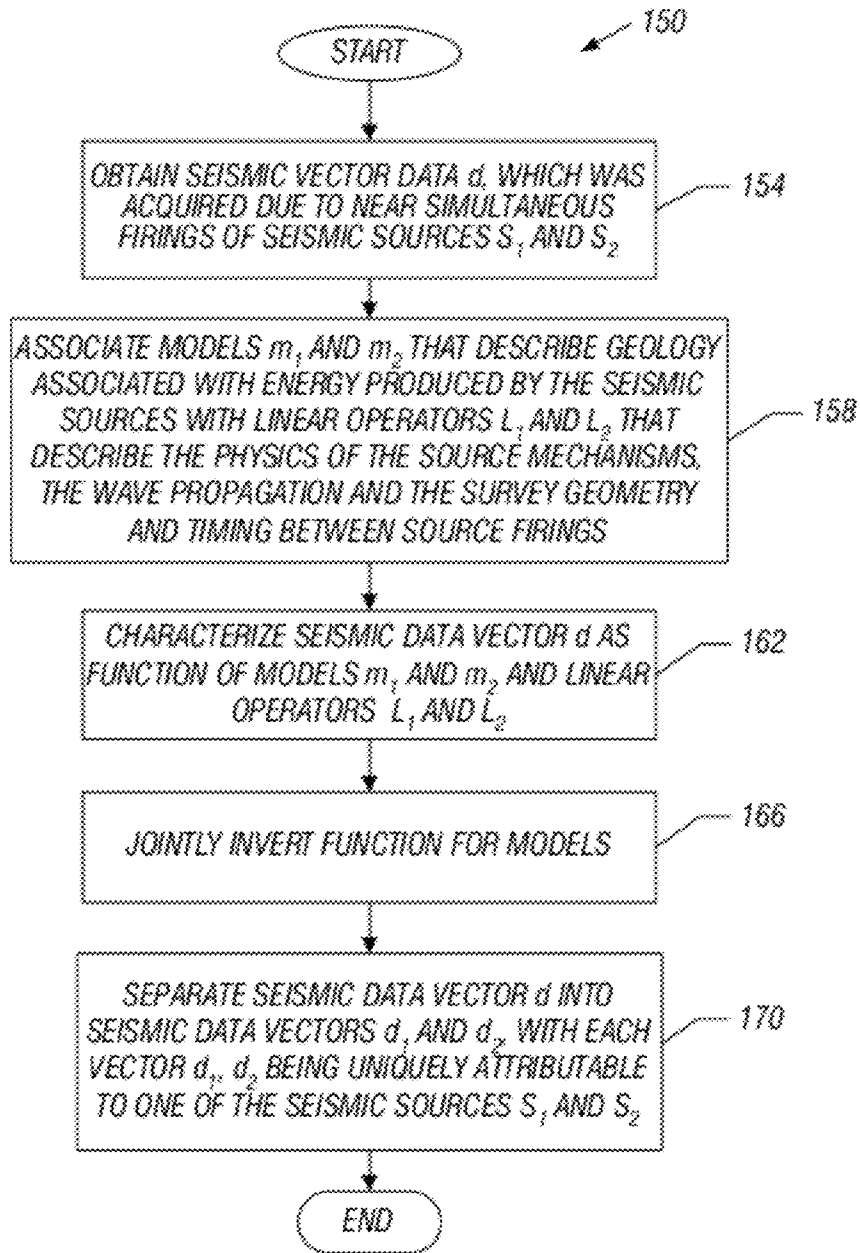 150
START
OBTAIN SEISMIC VECTOR DATA d, WHICH WAS
ACQUIRED DUE TO NEAR SIMULTANEOUS
FIRINGS OF SEISMIC SOURCES S₁ AND S₂
154
ASSOCIATE MODELS m₁ AND m₂ THAT DESCRIBE GEOLOGY
ASSOCIATED WITH ENERGY PRODUCED BY THE SEISMIC
SOURCES WITH LINEAR OPERATORS L₁ AND L₂ THAT
DESCRIBE THE PHYSICS OF THE SOURCE MECHANISMS,
THE WAVE PROPAGATION AND THE SURVEY GEOMETRY
AND TIMING BETWEEN SOURCE FIRINGS
158
CHARACTERIZE SEISMIC DATA VECTOR d AS
FUNCTION OF MODELS m₁ AND m₂ AND LINEAR
OPERATORS L₁ AND L₂
162
JOINTLY INVERT FUNCTION FOR MODELS
166
SEPARATE SEISMIC DATA VECTOR d INTO
SEISMIC DATA VECTORS d₁ AND d₂, WITH EACH
VECTOR d₁, d₂ BEING UNIQUELY ATTRIBUTABLE
TO ONE OF THE SEISMIC SOURCES S₁ AND S₂
170
END